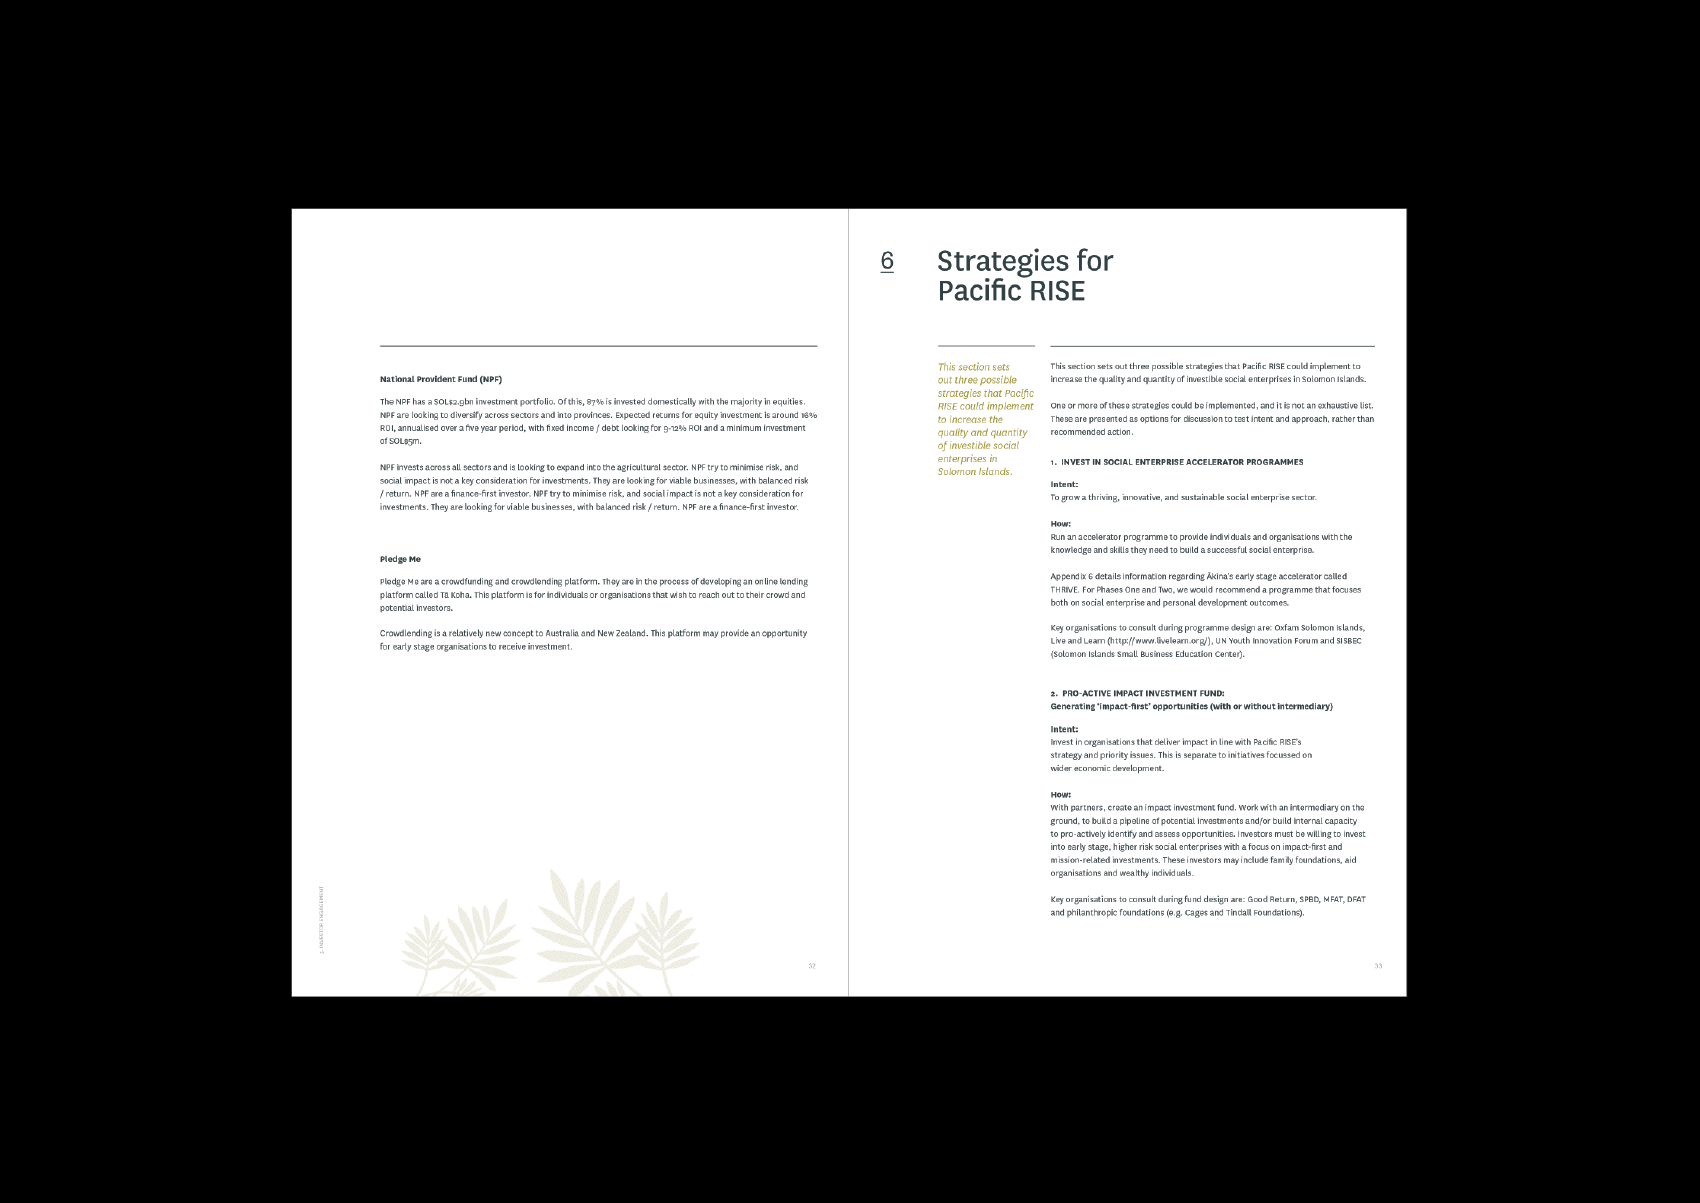 National Provident Fund (NPF)
The NPF has a SOL$2.9bn investment portfolio. Of this, 87% is invested domestically with the majority in equities.
NPF are looking to diversify across sectors and into provinces. Expected returns for equity investment is around 16%
ROI, annualised over a five year period, with fixed income / debt looking for 9-12% ROI and a minimum investment
of SOL$5m.
NPF invests across all sectors and is looking to expand into the agricultural sector. NPF try to minimise risk, and
social impact is not a key consideration for investments. They are looking for viable businesses, with balanced risk
/ return. NPF are a finance-first investor. NPF try to minimise risk, and social impact is not a key consideration for
investments. They are looking for viable businesses, with balanced risk / return. NPF are a finance-first investor.
Pledge Me
Pledge Me are a crowdfunding and crowdlending platform. They are in the process of developing an online lending
platform called Tā Koha. This platform is for individuals or organisations that wish to reach out to their crowd and
potential investors.
Crowdlending is a relatively new concept to Australia and New Zealand. This platform may provide an opportunity
for early stage organisations to receive investment.
INVESTOR ENGAGEMENT
32
6
Strategies for
Pacific RISE
This section sets
out three possible
strategies that Pacific
RISE could implement
to increase the
quality and quantity
of investible social
enterprises in
Solomon Islands.
This section sets out three possible strategies that Pacific RISE could implement to
increase the quality and quantity of investible social enterprises in Solomon Islands.
One or more of these strategies could be implemented, and it is not an exhaustive list.
These are presented as options for discussion to test intent and approach, rather than
recommended action.
1. INVEST IN SOCIAL ENTERPRISE ACCELERATOR PROGRAMMES
Intent:
To grow a thriving, innovative, and sustainable social enterprise sector.
How:
Run an accelerator programme to provide individuals and organisations with the
knowledge and skills they need to build a successful social enterprise.
Appendix 6 details information regarding Ākina's early stage accelerator called
THRIVE. For Phases One and Two, we would recommend a programme that focuses
both on social enterprise and personal development outcomes.
Key organisations to consult during programme design are: Oxfam Solomon Islands,
Live and Learn (http://www.livelearn.org/), UN Youth Innovation Forum and SISBEC
(Solomon Islands Small Business Education Center).
2. PRO-ACTIVE IMPACT INVESTMENT FUND:
Generating 'impact-first' opportunities (with or without intermediary)
Intent:
Invest in organisations that deliver impact in line with Pacific RISE's
strategy and priority issues. This is separate to initiatives focussed on
wider economic development.
How:
With partners, create an impact investment fund. Work with an intermediary on the
ground, to build a pipeline of potential investments and/or build internal capacity
to pro-actively identify and assess opportunities. Investors must be willing to invest
into early stage, higher risk social enterprises with a focus on impact-first and
mission-related investments. These investors may include family foundations, aid
organisations and wealthy individuals.
Key organisations to consult during fund design are: Good Return, SPBD, MFAT, DFAT
and philanthropic foundations (e.g. Cages and Tindall Foundations).
33